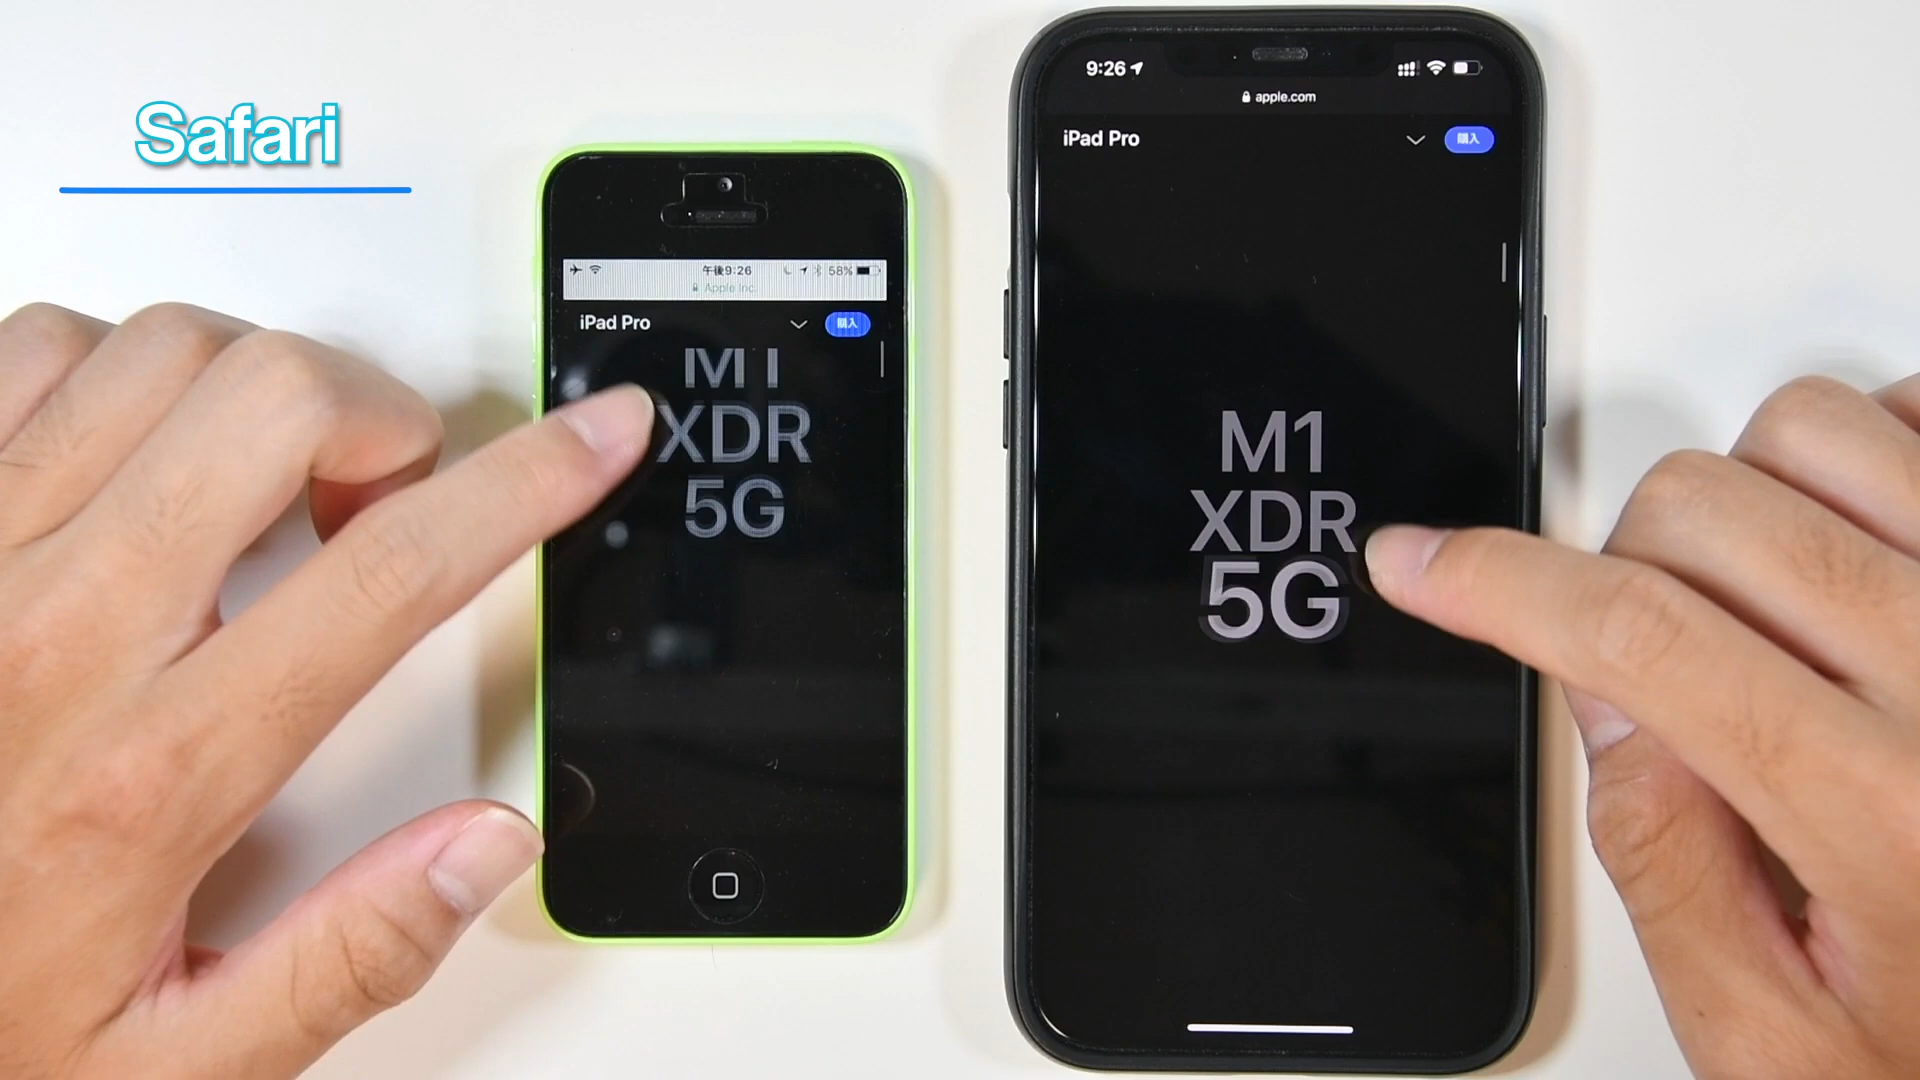 Safari
午後9:26
58%
Apple Inc.
iPad Pro
購入
M1
XDR
5G
9:26
apple.com
iPad Pro
購入
M1
XDR
5G